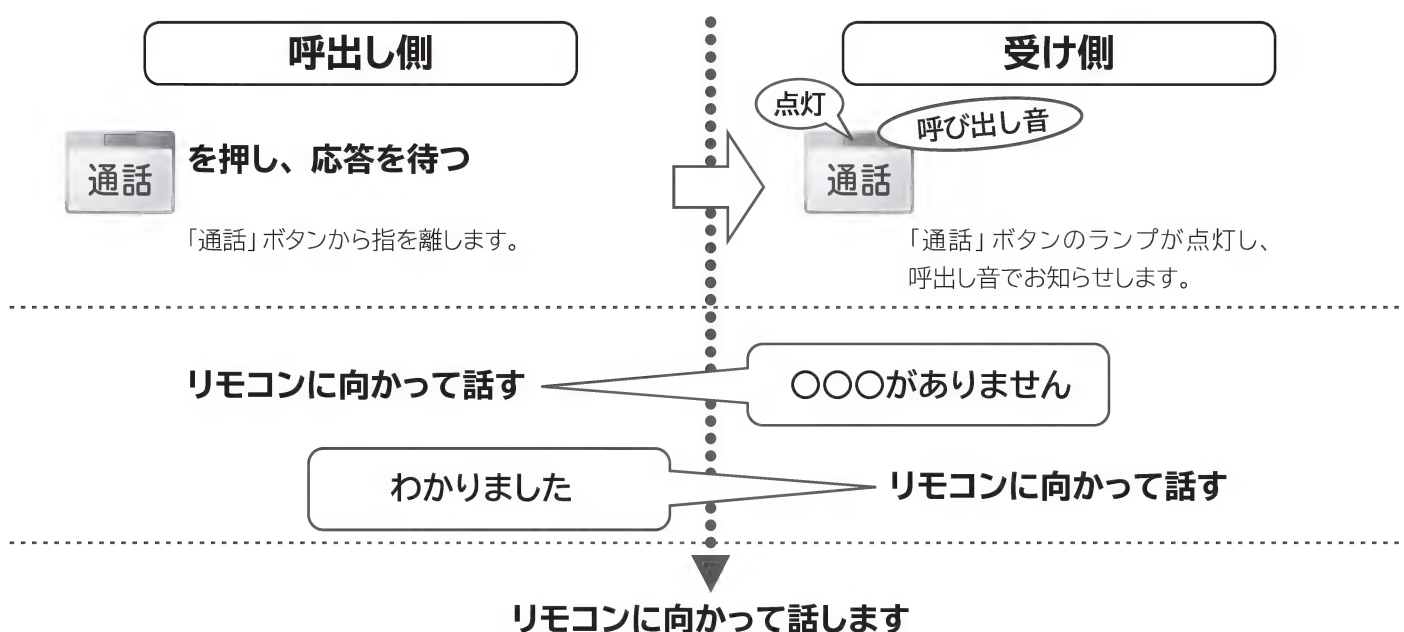 呼出し側
受け側
通話 を押し、応答を待つ
「通話」ボタンから指を離します。
点灯
呼び出し音
通話
「通話」ボタンのランプが点灯し、
呼出し音でお知らせします。
リモコンに向かって話す
〇〇〇がありません
わかりました
リモコンに向かって話す
リモコンに向かって話します